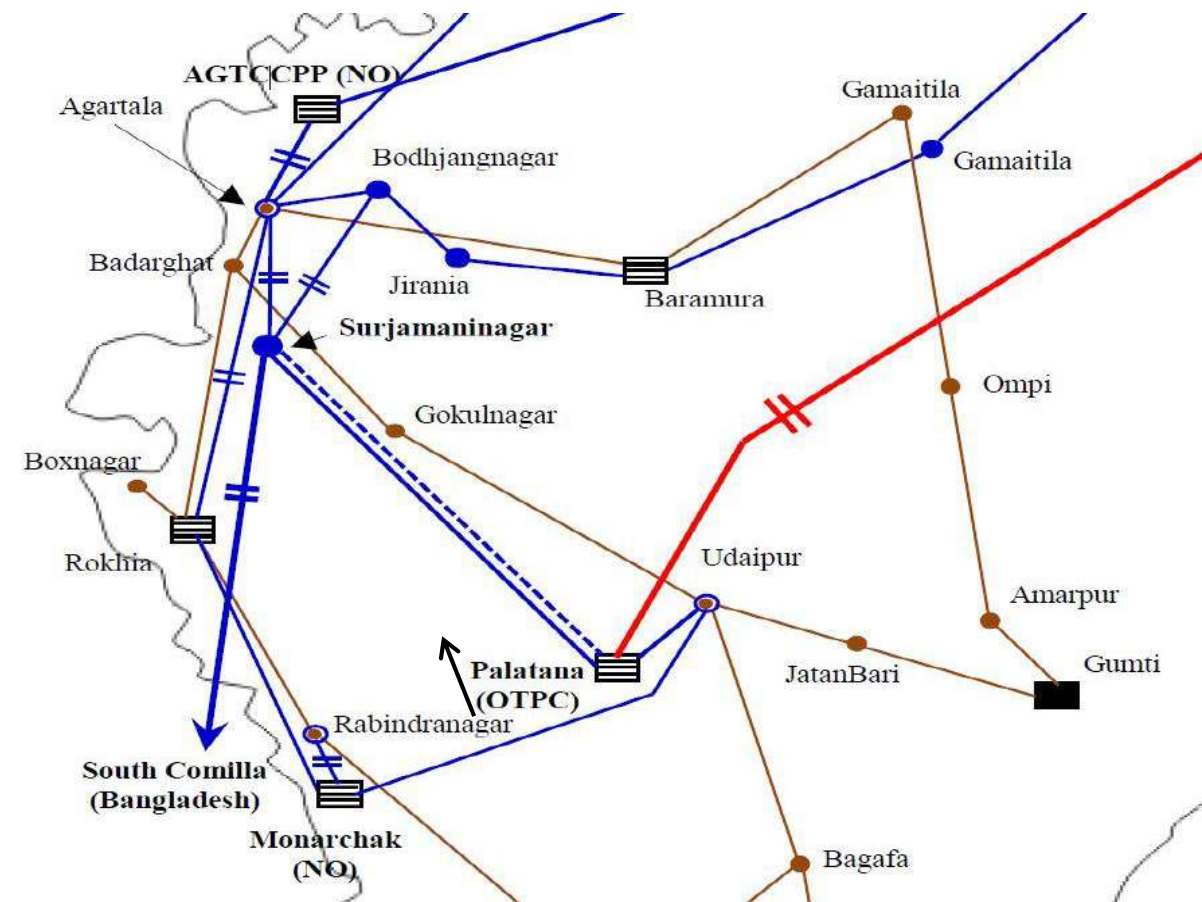 AGTCCPP (NO)
Agartala
Gamaitila
Bodhjangnagar
Gamaitila
Badarghat
Jirania
Baramura
Surjamaninagar
Ompi
Gokulnagar
Boxnagar
Rokhia
Udaipur
Amarpur
Gumti
Palatana
(OTPC)
JatanBari
Rabindranagar
South Comilla
(Bangladesh)
Monarchak
(NO)
Bagafa